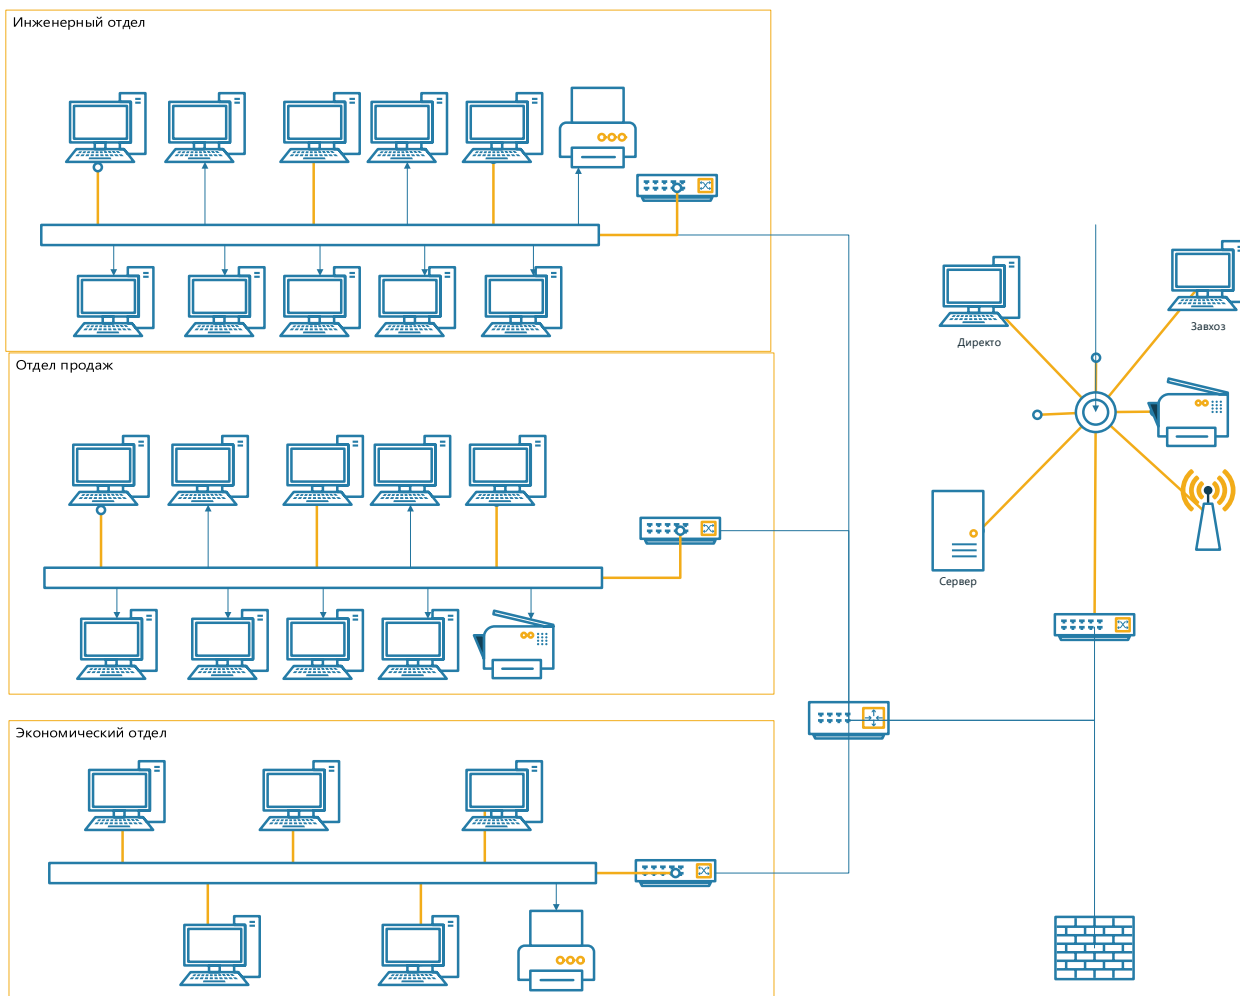 Инженерный отдел
Завхоз
Директо
Отдел продаж
Сервер
Экономический отдел